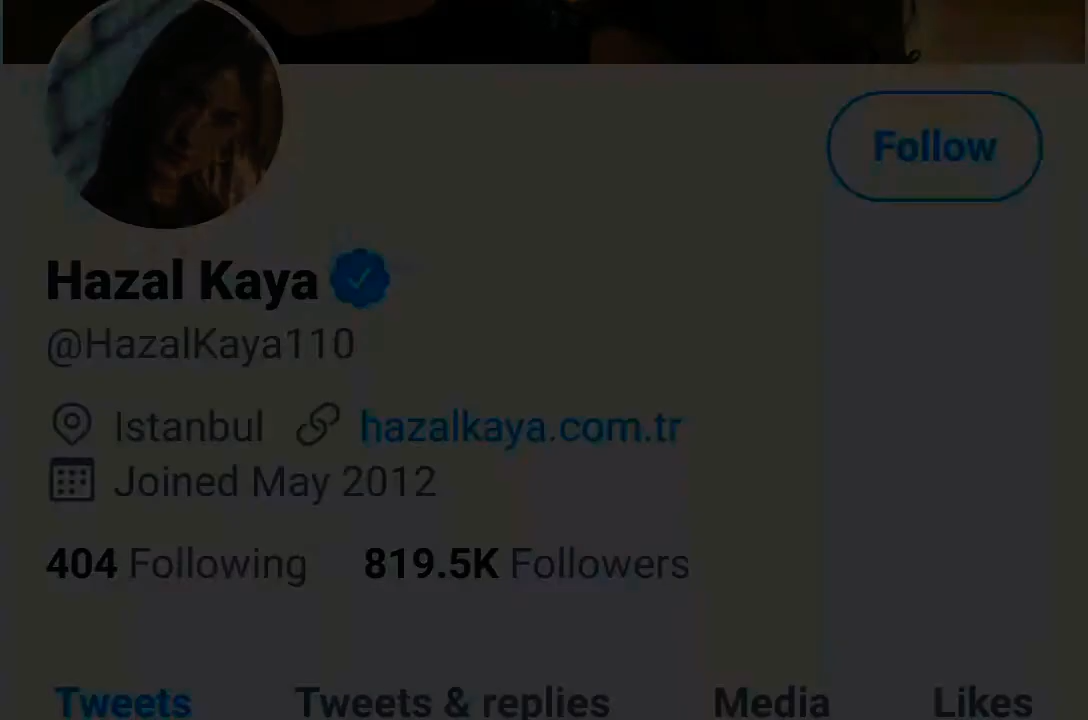 Follow
Hazal Kaya
@HazalKaya110
Istanbul hazalkaya.com.tr
Joined May 2012
404 Following 819.5K Followers
Tweets Tweets & replies Media Likes